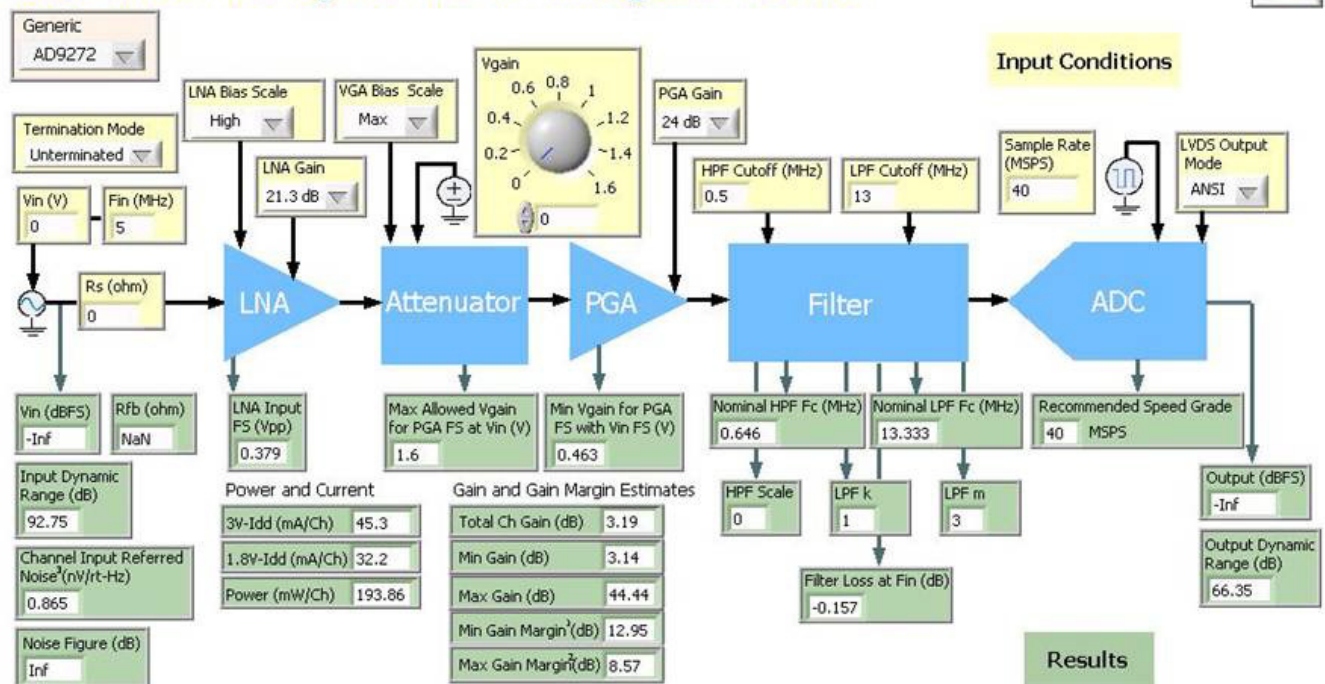 Generic
AD9272
Input Conditions
Termination Mode
Unterminated
LNA Bias Scale
High
VGA Bias Scale
Max
Vgain
0
0.2
0.4
0.6
0.8
1
1.2
1.4
1.6
0
PGA Gain
24 dB
LNA Gain
21.3 dB
Vin (V)
0
Fin (MHz)
5
Rs (ohm)
0
HPF Cutoff (MHz)
0.5
LPF Cutoff (MHz)
13
Sample Rate
(MSPS)
40
LVDS Output
Mode
ANSI
LNA
Attenuator
PGA
Filter
ADC
Vin (dBFS)
-Inf
Rfb (ohm)
NaN
LNA Input
FS (Vpp)
0.379
Max Allowed Vgain
for PGA FS at Vin (V)
1.6
Min Vgain for PGA
FS with Vin FS (V)
0.463
Nominal HPF Fc (MHz)
0.646
Nominal LPF Fc (MHz)
13.333
Recommended Speed Grade
40 MSPS
Input Dynamic
Range (dB)
92.75
Channel Input Referred
Noise³(nV/rt-Hz)
0.865
Noise Figure (dB)
Inf
Power and Current
3V-Idd (mA/Ch) 45.3
1.8V-Idd (mA/Ch) 32.2
Power (mW/Ch) 193.86
Gain and Gain Margin Estimates
Total Ch Gain (dB) 3.19
Min Gain (dB) 3.14
Max Gain (dB) 44.44
Min Gain Margin¹(dB) 12.95
Max Gain Margin²(dB) 8.57
HPF Scale
0
LPF k
1
LPF m
3
Filter Loss at Fin (dB)
-0.157
Output (dBFS)
-Inf
Output Dynamic
Range (dB)
66.35
Results